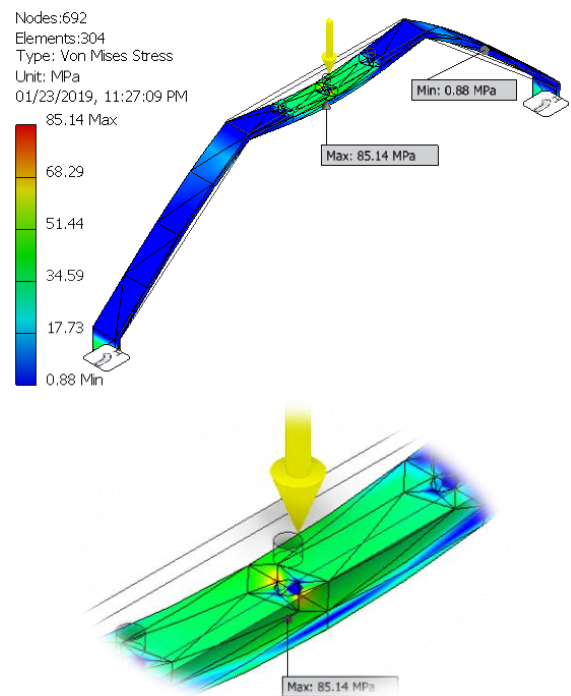 Nodes:692
Elements:304
Type: Von Mises Stress
Unit: MPa
01/23/2019, 11:27:09 PM
85.14 Max
68.29
51.44
34.59
17.73
0.88 Min
Min: 0.88 MPa
Max: 85.14 MPa
Max: 85.14 MPa